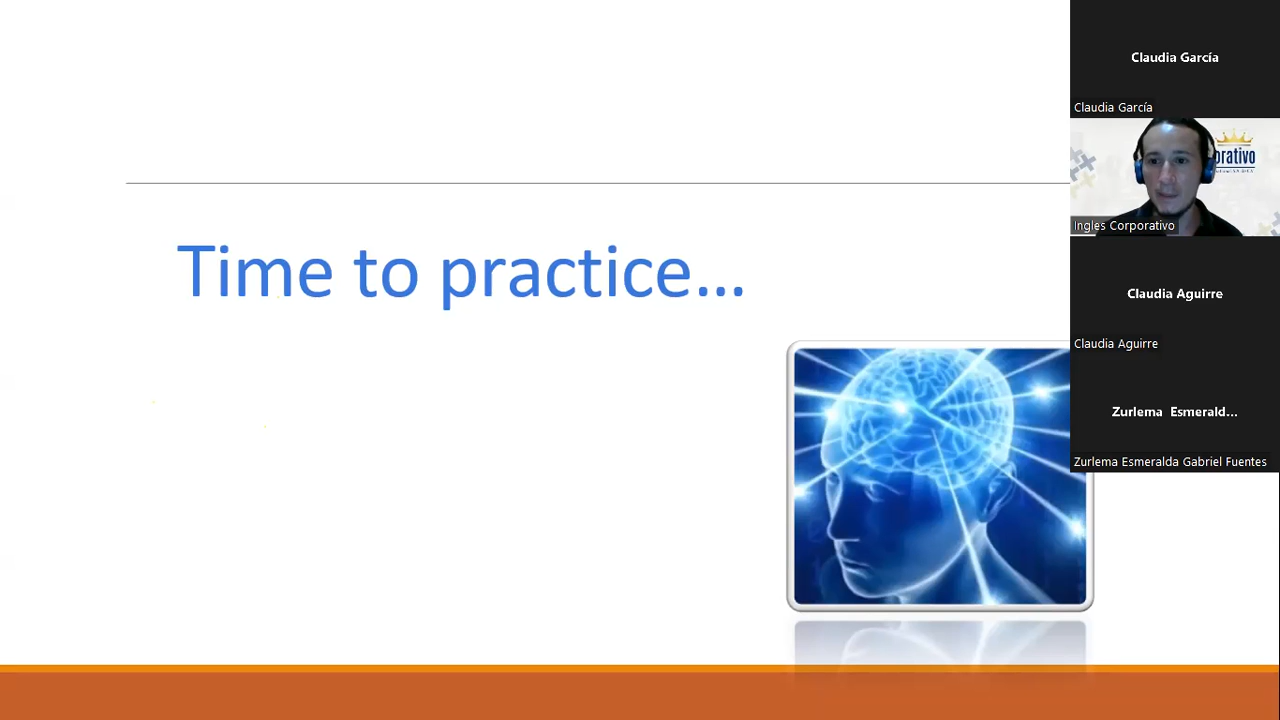 Time to practice...
Claudia García
Claudia García
orativo
Ingles Corporativo
Claudia Aguirre
Claudia Aguirre
Zurlema Esmerald...
Zurlema Esmeralda Gabriel Fuentes